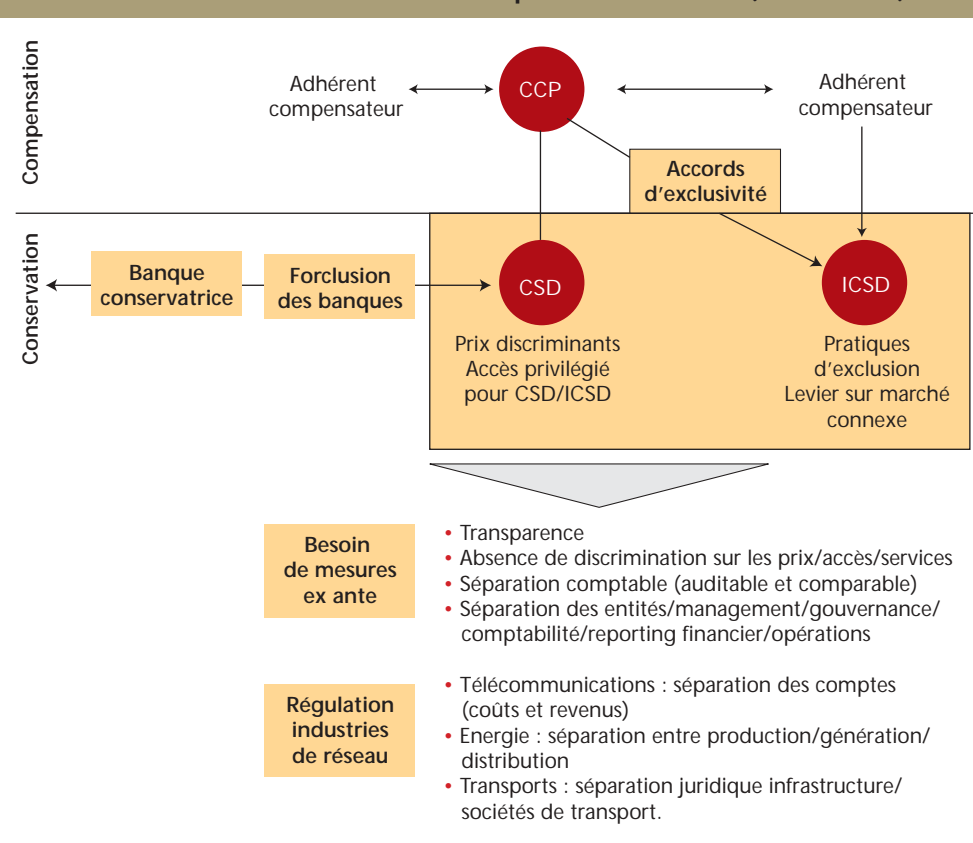 Compensation
Adhérent
compensateur
CCP
Adhérent
compensateur
Accords
d'exclusivité
Conservation
Banque
conservatrice
Forclusion
des banques
CSD
ICSD
Prix discriminants
Accès privilégié
pour CSD/ICSD
Pratiques
d'exclusion
Levier sur marché
connexe
Besoin
de mesures
ex ante
• Transparence
• Absence de discrimination sur les prix/accès/services
• Séparation comptable (auditable et comparable)
• Séparation des entités/management/gouvernance/
comptabilité/reporting financier/opérations
Régulation
industries
de réseau
• Télécommunications : séparation des comptes
(coûts et revenus)
• Energie : séparation entre production/génération/
distribution
• Transports : séparation juridique infrastructure/
sociétés de transport.